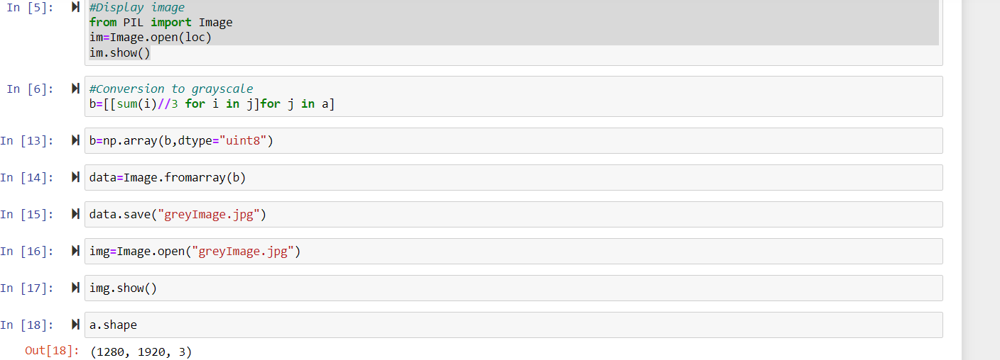 In [5]: #Display image
from PIL import Image
im=Image.open(loc)
im.show()
In [6]: #Conversion to grayscale
b=[[sum(i)//3 for i in j]for j in a]
In [13]: b=np.array(b,dtype="uint8")
In [14]: data=Image.fromarray(b)
In [15]: data.save("greyImage.jpg")
In [16]: img=Image.open("greyImage.jpg")
In [17]: img.show()
In [18]: a.shape
Out[18]: (1280, 1920, 3)